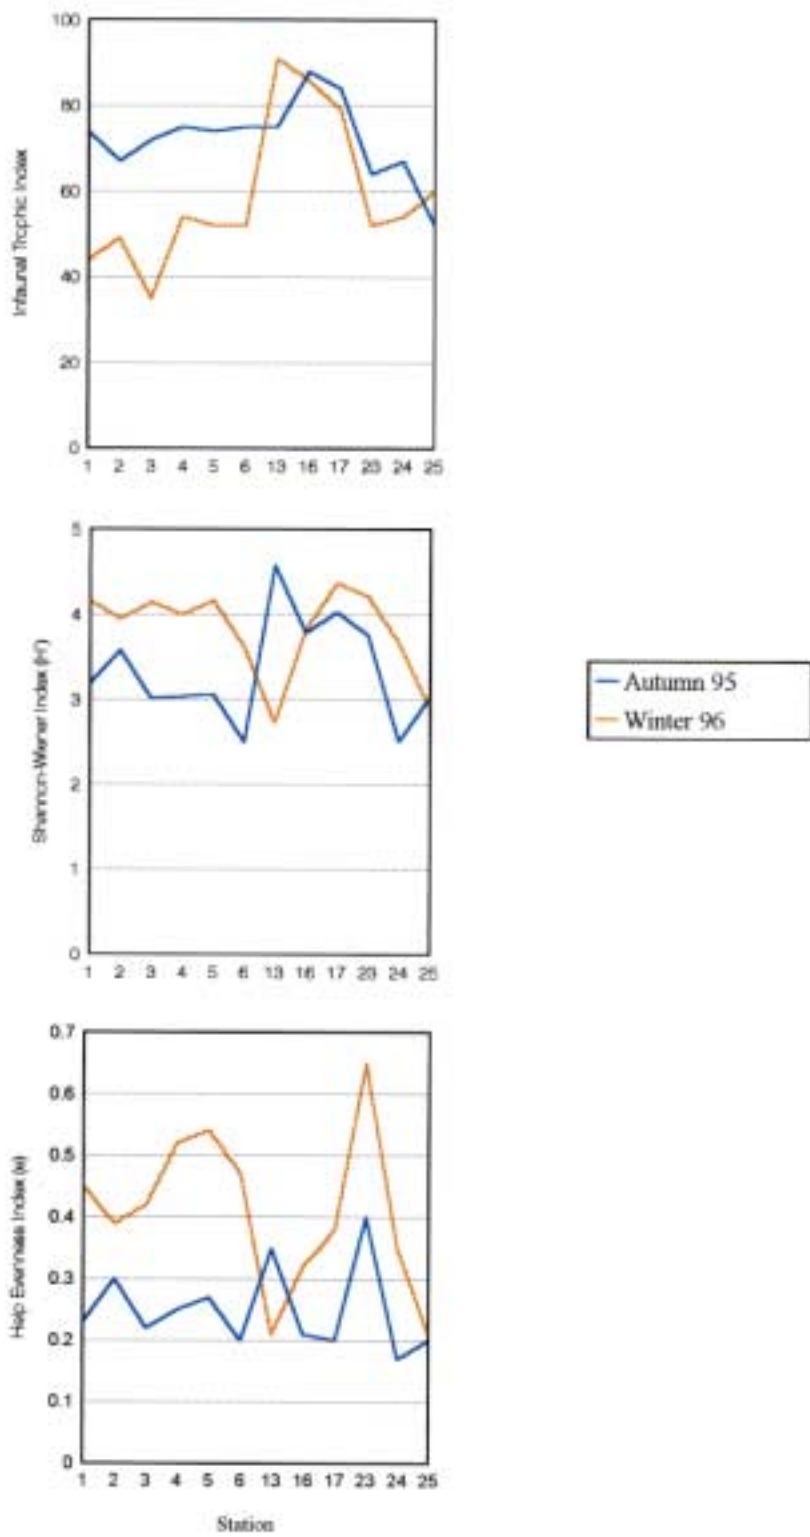 100
80
60
40
20
0
Infaunal Trophic Index
1 2 3 4 5 6 13 16 17 23 24 25
5
4
3
2
1
0
Shannon-Wiener Index (H')
1 2 3 4 5 6 13 16 17 23 24 25
Autumn 95
Winter 96
0.7
0.6
0.5
0.4
0.3
0.2
0.1
0
Heip Evenness Index (e)
1 2 3 4 5 6 13 16 17 23 24 25
Station